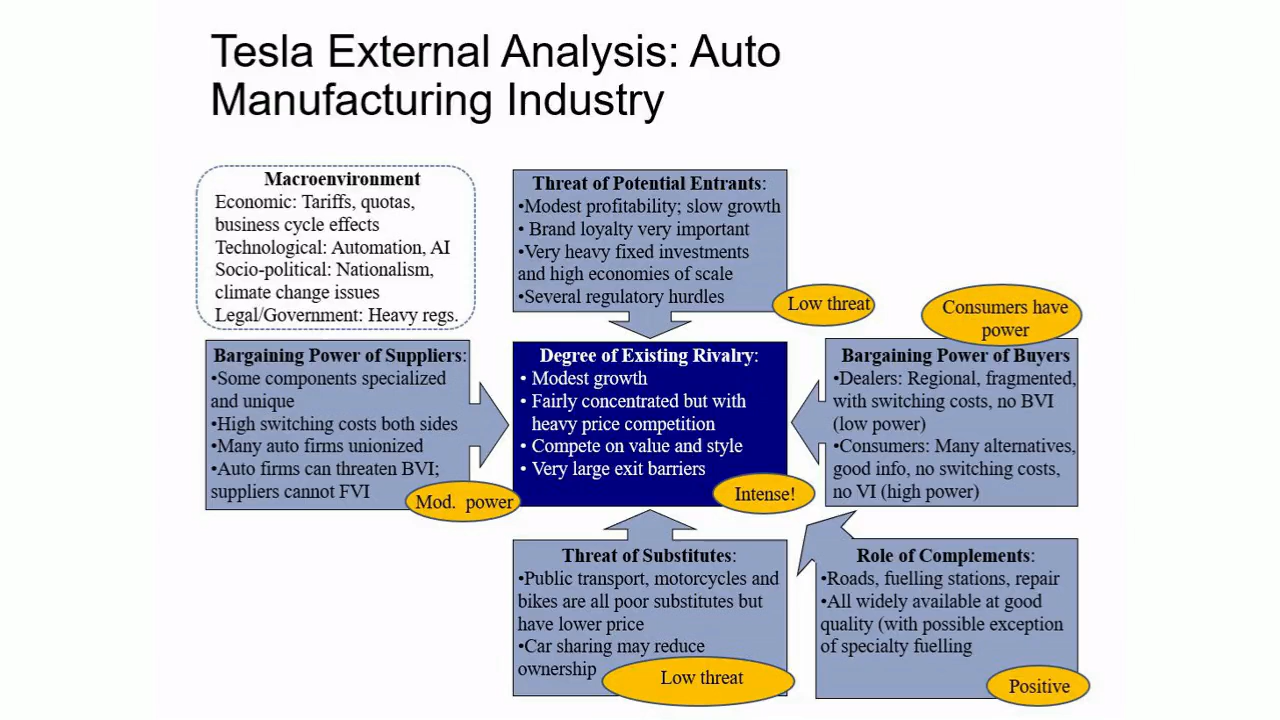 Tesla External Analysis: Auto
Manufacturing Industry
Macroenvironment
Economic: Tariffs, quotas,
business cycle effects
Technological: Automation, AI
Socio-political: Nationalism,
climate change issues
Legal/Government: Heavy regs.
Threat of Potential Entrants:
•Modest profitability; slow growth
• Brand loyalty very important
•Very heavy fixed investments
and high economies of scale
•Several regulatory hurdles
Low threat
Consumers have
power
Bargaining Power of Suppliers:
•Some components specialized
and unique
•High switching costs both sides
•Many auto firms unionized
•Auto firms can threaten BVI;
suppliers cannot FVI
Mod. power
Degree of Existing Rivalry:
• Modest growth
• Fairly concentrated but with
heavy price competition
• Compete on value and style
• Very large exit barriers
Intense!
Bargaining Power of Buyers
•Dealers: Regional, fragmented,
with switching costs, no BVI
(low power)
•Consumers: Many alternatives,
good info, no switching costs,
no VI (high power)
Threat of Substitutes:
•Public transport, motorcycles and
bikes are all poor substitutes but
have lower price
•Car sharing may reduce
ownership
Low threat
Role of Complements:
•Roads, fuelling stations, repair
•All widely available at good
quality (with possible exception
of specialty fuelling
Positive